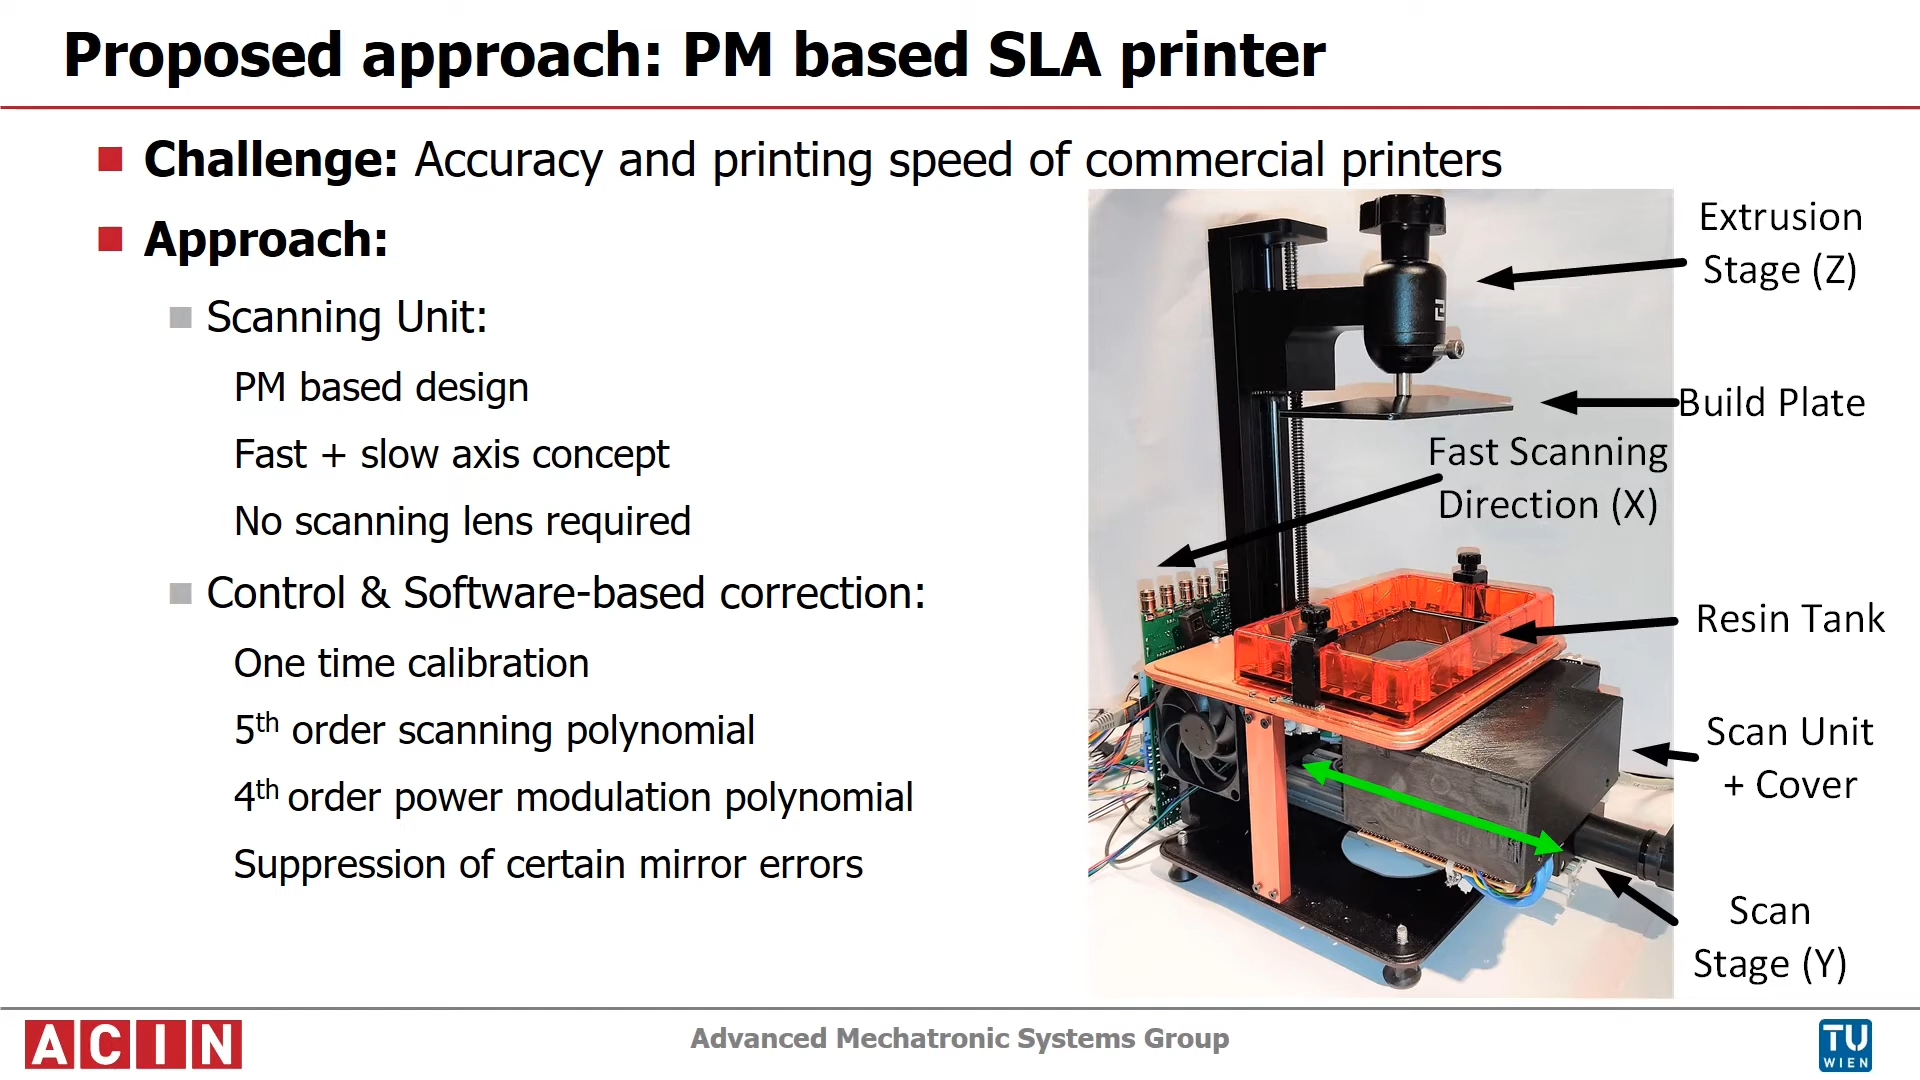 Proposed approach: PM based SLA printer
Challenge: Accuracy and printing speed of commercial printers
Approach:
Scanning Unit:
PM based design
Fast + slow axis concept
No scanning lens required
Control & Software-based correction:
One time calibration
5th order scanning polynomial
4th order power modulation polynomial
Suppression of certain mirror errors
Extrusion
Stage (Z)
Build Plate
Fast Scanning
Direction (X)
Resin Tank
Scan Unit
+ Cover
Scan
Stage (Y)
ACIN
Advanced Mechatronic Systems Group
TU
WIEN